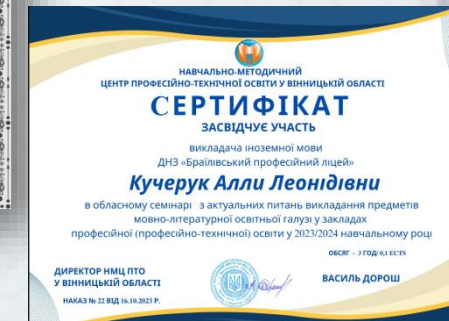 НАВЧАЛЬНО-МЕТОДИЧНИЙ
ЦЕНТР ПРОФЕСІЙНО-ТЕХНІЧНОЇ ОСВІТИ У ВІННИЦЬКІЙ ОБЛАСТІ
СЕРТИФІКАТ
ЗАСВІДЧУЄ УЧАСТЬ
викладача іноземної мови
ДНЗ «Браїлівський професійний ліцей»
Кучерук Алли Леонідівни
в обласному семінарі з актуальних питань викладання предметів
мовно-літературної освітньої галузі у закладах
професійної (професійно-технічної) освіти у 2023/2024 навчальному році
ОБСЯГ - 3 ГОД/ 0,1 ECTS
ДИРЕКТОР НМЦ ПТО
У ВІННИЦЬКІЙ ОБЛАСТІ
ВАСИЛЬ ДОРОШ
НАКАЗ № 22 ВІД 16.10.2023 Р.